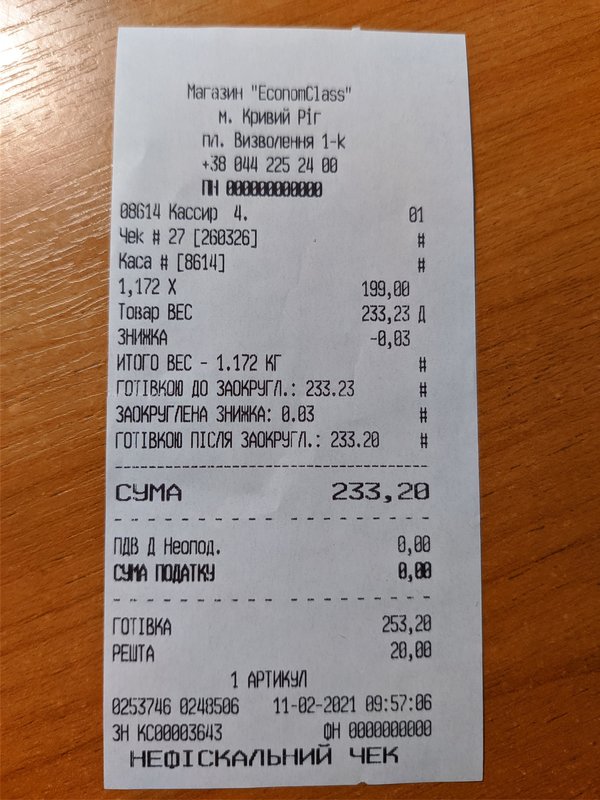 Магазин "EconomClass"
м. Кривий Ріг
пл. Визволення 1-k
+38 044 225 24 00
ПН 000000000000
08614 Кассир 4. 01
Чек # 27 [260326] #
Каса # [8614] #
1,172 X 199,00
Товар ВЕС 233,23 Д
ЗНИЖКА -0,03
ИТОГО ВЕС - 1.172 КГ #
ГОТІВКОЮ ДО ЗАОКРУГЛ.: 233.23 #
ЗАОКРУГЛЕНА ЗНИЖКА: 0.03 #
ГОТІВКОЮ ПІСЛЯ ЗАОКРУГЛ.: 233.20 #
СУМА 233,20
ПДВ Д Неопод. 0,00
СУМА ПОДАТКУ 0,00
ГОТІВКА 253,20
РЕШТА 20,00
1 АРТИКУЛ
0253746 0248506 11-02-2021 09:57:06
ЗН КС00003643 ФН 0000000000
НЕФІСКАЛЬНИЙ ЧЕК